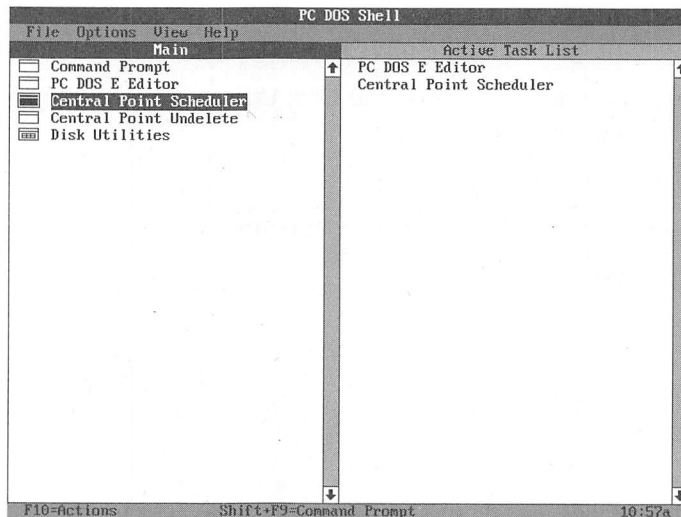 PC DOS Shell
File Options View Help
Main
Command Prompt
PC DOS E Editor
Central Point Scheduler
Central Point Undelete
Disk Utilities
Active Task List
PC DOS E Editor
Central Point Scheduler
F10=Actions Shift+F9=Command Prompt 10:57a